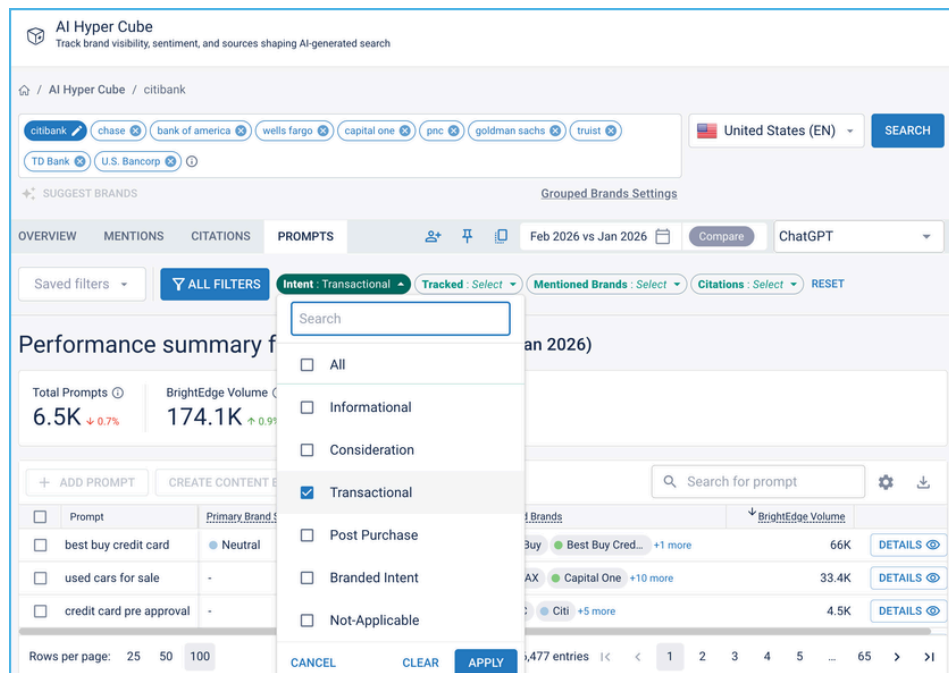 AI Hyper Cube
Track brand visibility, sentiment, and sources shaping AI-generated search
/ AI Hyper Cube / citibank
citibank chase bank of america wells fargo capital one pnc goldman sachs truist
TD Bank U.S. Bancorp
United States (EN)
SEARCH
SUGGEST BRANDS
Grouped Brands Settings
OVERVIEW MENTIONS CITATIONS PROMPTS
Feb 2026 vs Jan 2026
Compare
ChatGPT
Saved filters
ALL FILTERS
Intent : Transactional
Tracked : Select
Mentioned Brands : Select
Citations : Select
RESET
Search
All
Informational
Consideration
Transactional
Post Purchase
Branded Intent
Not-Applicable
CANCEL CLEAR APPLY
Performance summary f
an 2026)
Total Prompts
6.5K 0.7%
BrightEdge Volume
174.1K 0.9%
+ ADD PROMPT
CREATE CONTENT
Search for prompt
Prompt Primary Brand S d Brands BrightEdge Volume
best buy credit card Neutral Buy Best Buy Cred... +1 more 66K DETAILS
used cars for sale - AX Capital One +10 more 33.4K DETAILS
credit card pre approval - Citi +5 more 4.5K DETAILS
Rows per page: 25 50 100
,477 entries 1 2 3 4 5 ... 65